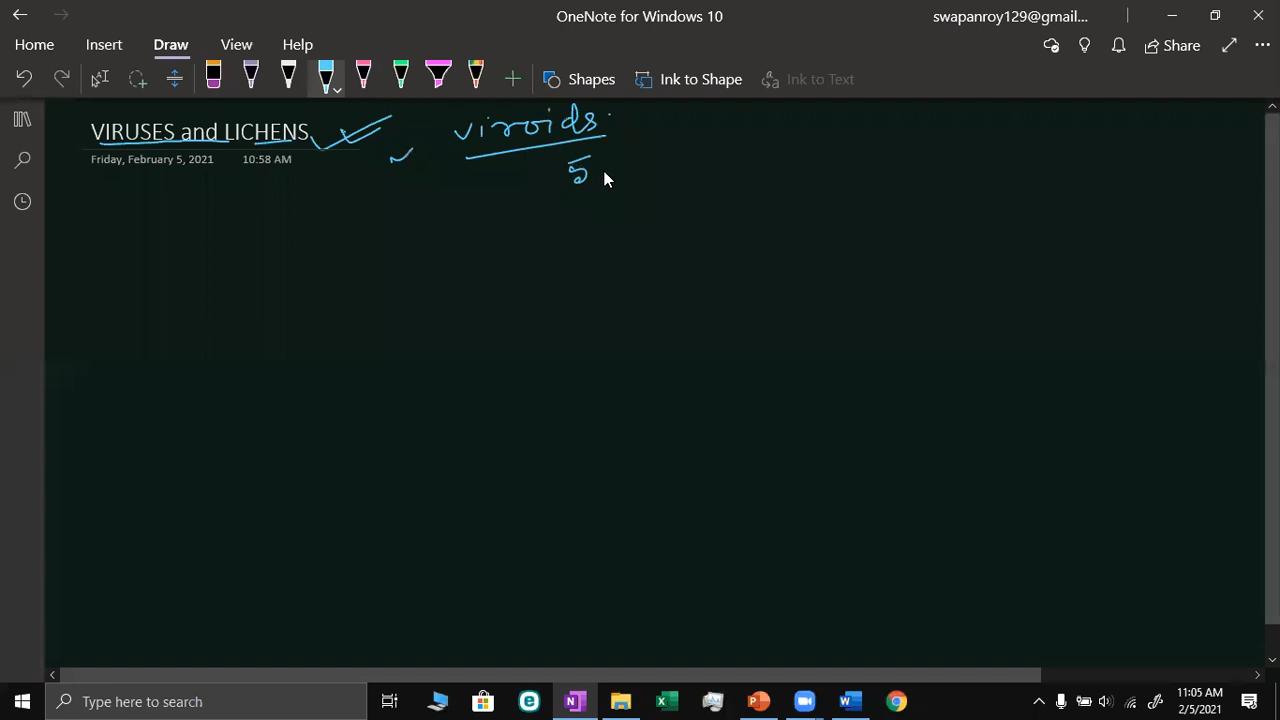 OneNote for Windows 10
swapanroy129@gmail...
Home Insert Draw View Help
Share
Shapes Ink to Shape Ink to Text
VIRUSES and LICHENS
viroids
Friday, February 5, 2021 10:58 AM
5
Type here to search
11:05 AM
2/5/2021